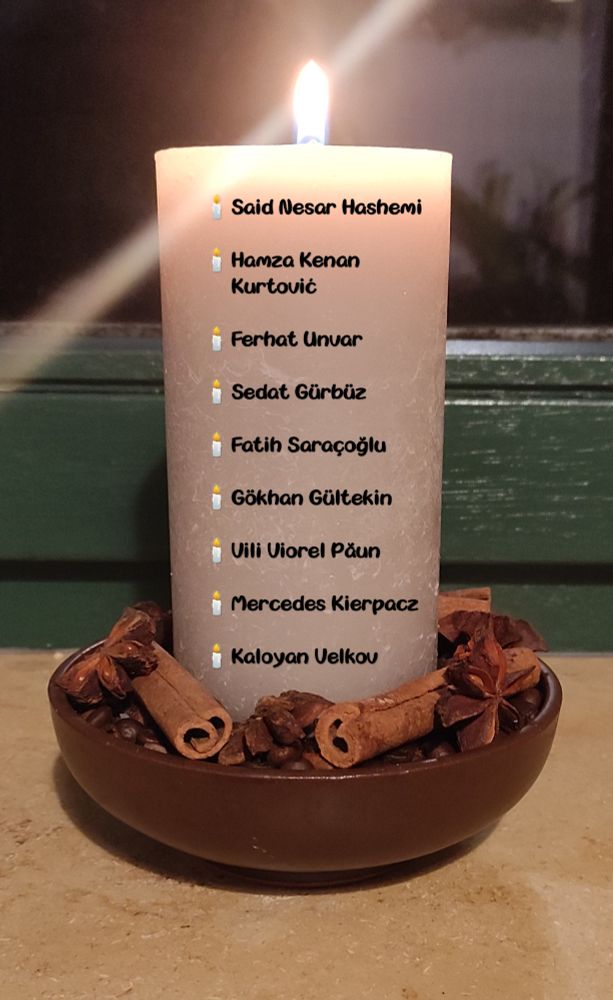 🕯️ Said Nesar Hashemi
🕯️ Hamza Kenan
Kurtović
🕯️ Ferhat Unvar
🕯️ Sedat Gürbüz
🕯️ Fatih Saraçoğlu
🕯️ Gökhan Gültekin
🕯️ Vili Viorel Păun
🕯️ Mercedes Kierpacz
🕯️ Kaloyan Velkov